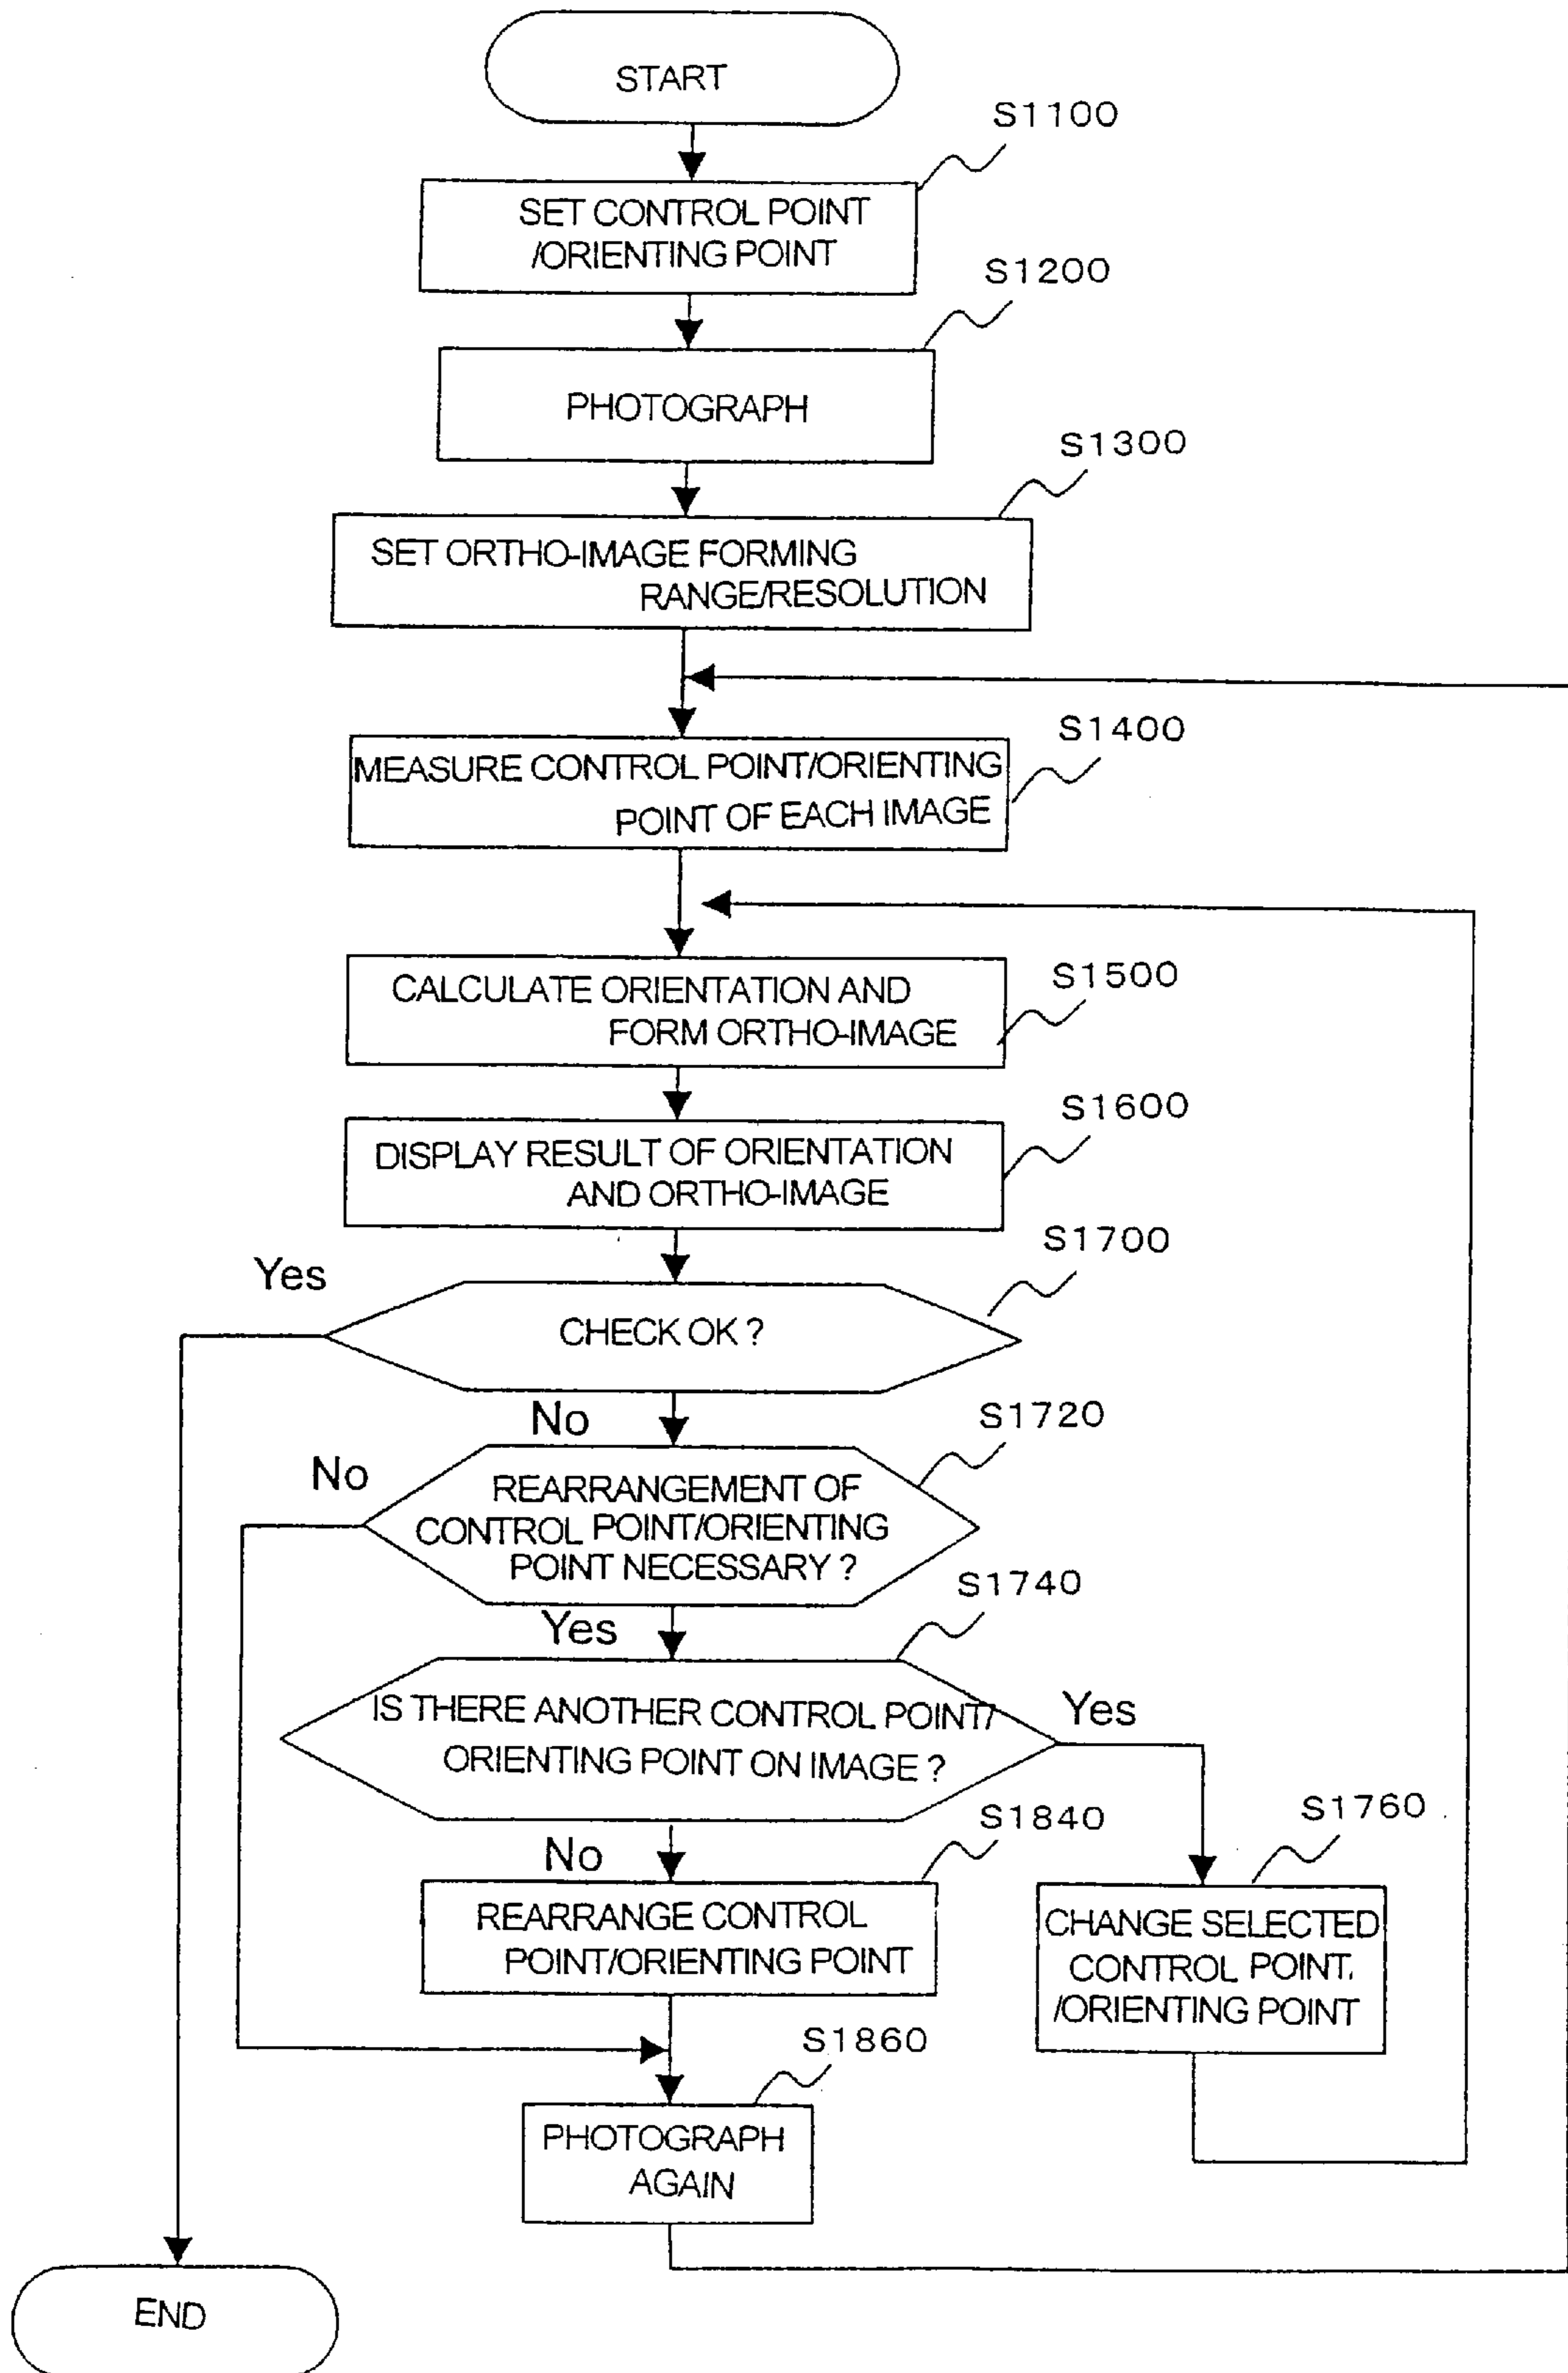 START
S1100
SET CONTROL POINT
/ORIENTING POINT
S1200
PHOTOGRAPH
S1300
SET ORTHO-IMAGE FORMING
RANGE/RESOLUTION
S1400
MEASURE CONTROL POINT/ORIENTING
POINT OF EACH IMAGE
S1500
CALCULATE ORIENTATION AND
FORM ORTHO-IMAGE
S1600
DISPLAY RESULT OF ORIENTATION
AND ORTHO-IMAGE
S1700
Yes
CHECK OK ?
No
S1720
No
REARRANGEMENT OF
CONTROL POINT/ORIENTING
POINT NECESSARY ?
S1740
Yes
IS THERE ANOTHER CONTROL POINT/
ORIENTING POINT ON IMAGE ?
Yes
S1760
S1840
No
REARRANGE CONTROL
POINT/ORIENTING POINT
CHANGE SELECTED
CONTROL POINT.
/ORIENTING POINT
S1860
PHOTOGRAPH
AGAIN
END